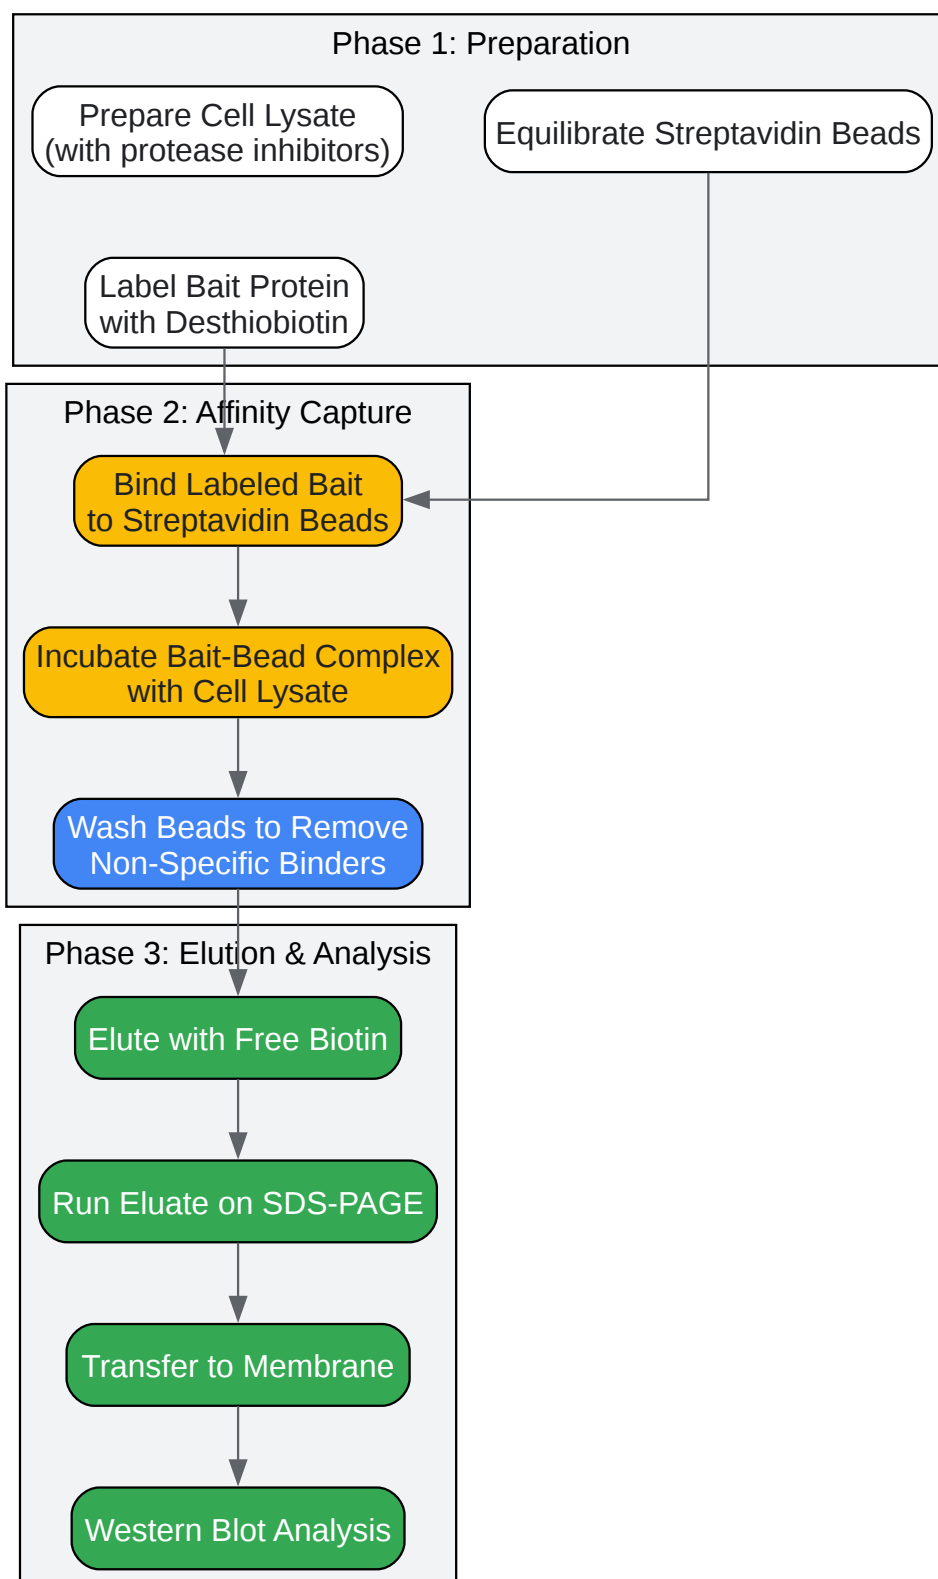 Phase 1: Preparation
Prepare Cell Lysate
(with protease inhibitors)
Equilibrate Streptavidin Beads
Label Bait Protein
with Desthiobiotin
Phase 2: Affinity Capture
Bind Labeled Bait
to Streptavidin Beads
Incubate Bait-Bead Complex
with Cell Lysate
Wash Beads to Remove
Non-Specific Binders
Phase 3: Elution & Analysis
Elute with Free Biotin
Run Eluate on SDS-PAGE
Transfer to Membrane
Western Blot Analysis